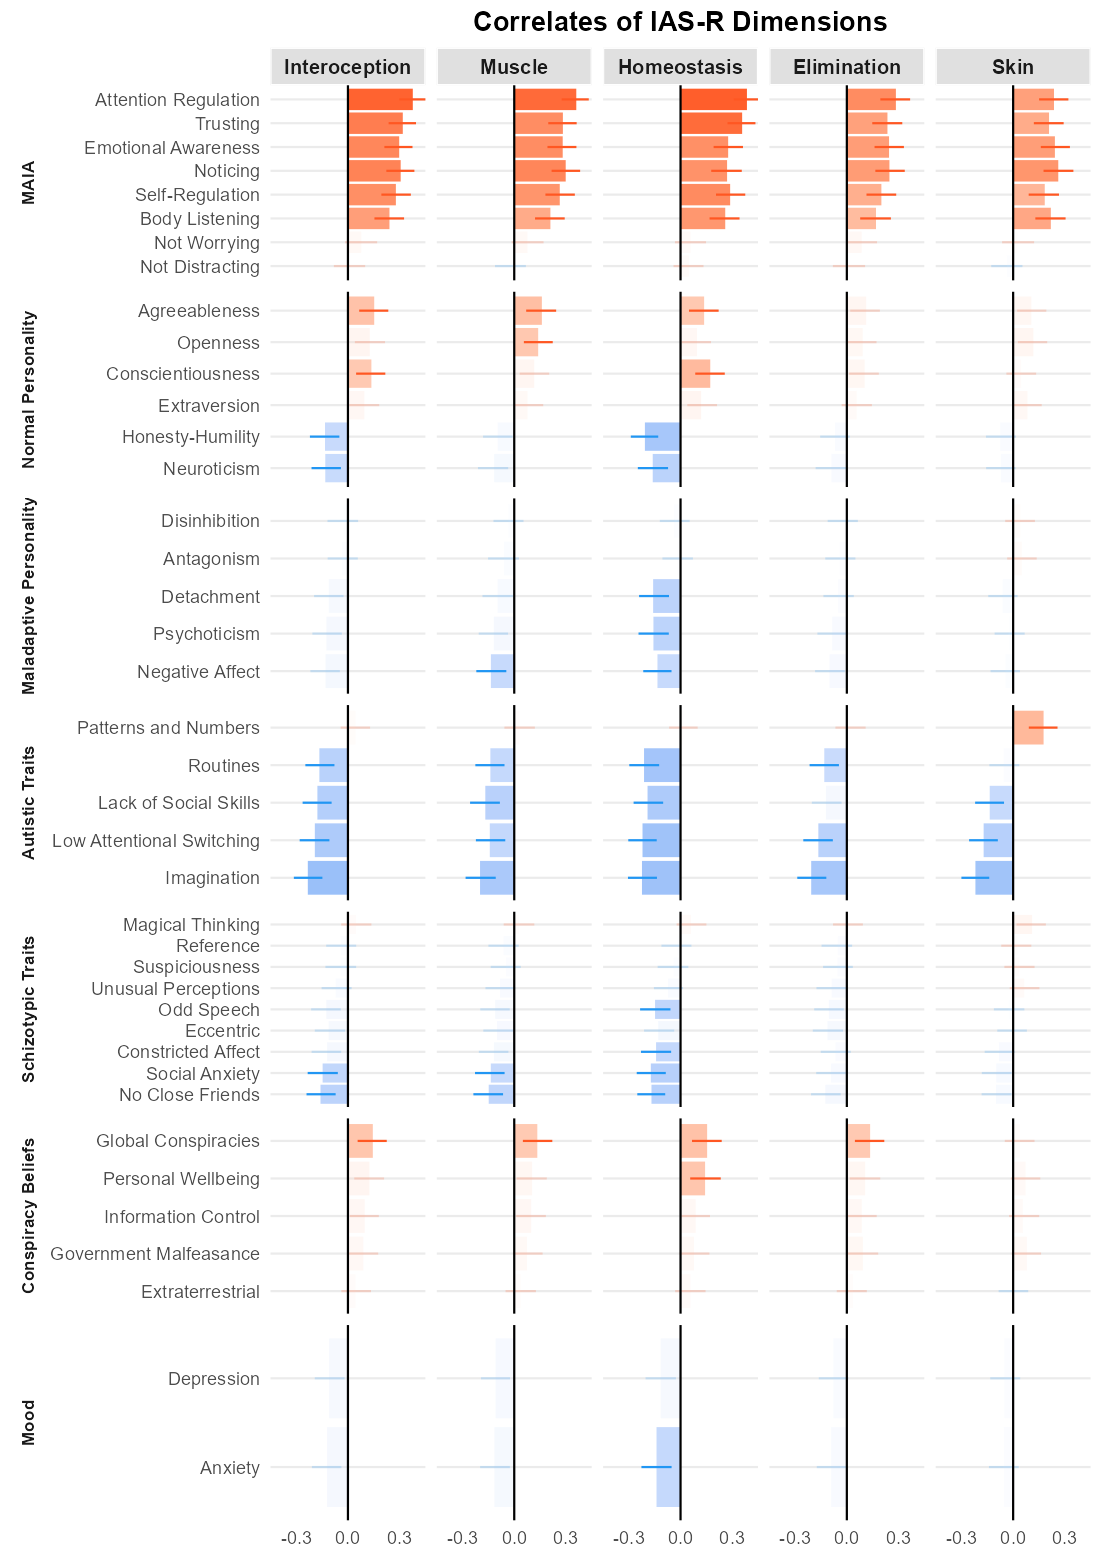 Correlates of IAS-R Dimensions
Interoception Muscle Homeostasis Elimination Skin
MAIA
Attention Regulation
Trusting
Emotional Awareness
Noticing
Self-Regulation
Body Listening
Not Worrying
Not Distracting
Normal Personality
Agreeableness
Openness
Conscientiousness
Extraversion
Honesty-Humility
Neuroticism
Maladaptive Personality
Disinhibition
Antagonism
Detachment
Psychoticism
Negative Affect
Autistic Traits
Patterns and Numbers
Routines
Lack of Social Skills
Low Attentional Switching
Imagination
Schizotypic Traits
Magical Thinking
Reference
Suspiciousness
Unusual Perceptions
Odd Speech
Eccentric
Constricted Affect
Social Anxiety
No Close Friends
Conspiracy Beliefs
Global Conspiracies
Personal Wellbeing
Information Control
Government Malfeasance
Extraterrestrial
Mood
Depression
Anxiety
-0.3 0.0 0.3 -0.3 0.0 0.3 -0.3 0.0 0.3 -0.3 0.0 0.3 -0.3 0.0 0.3